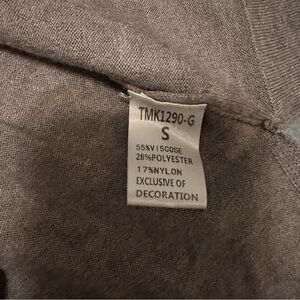 TMK1290-G
S
55%VISCOSE
28%POLYESTER
17%NYLON
EXCLUSIVE OF
DECORATION